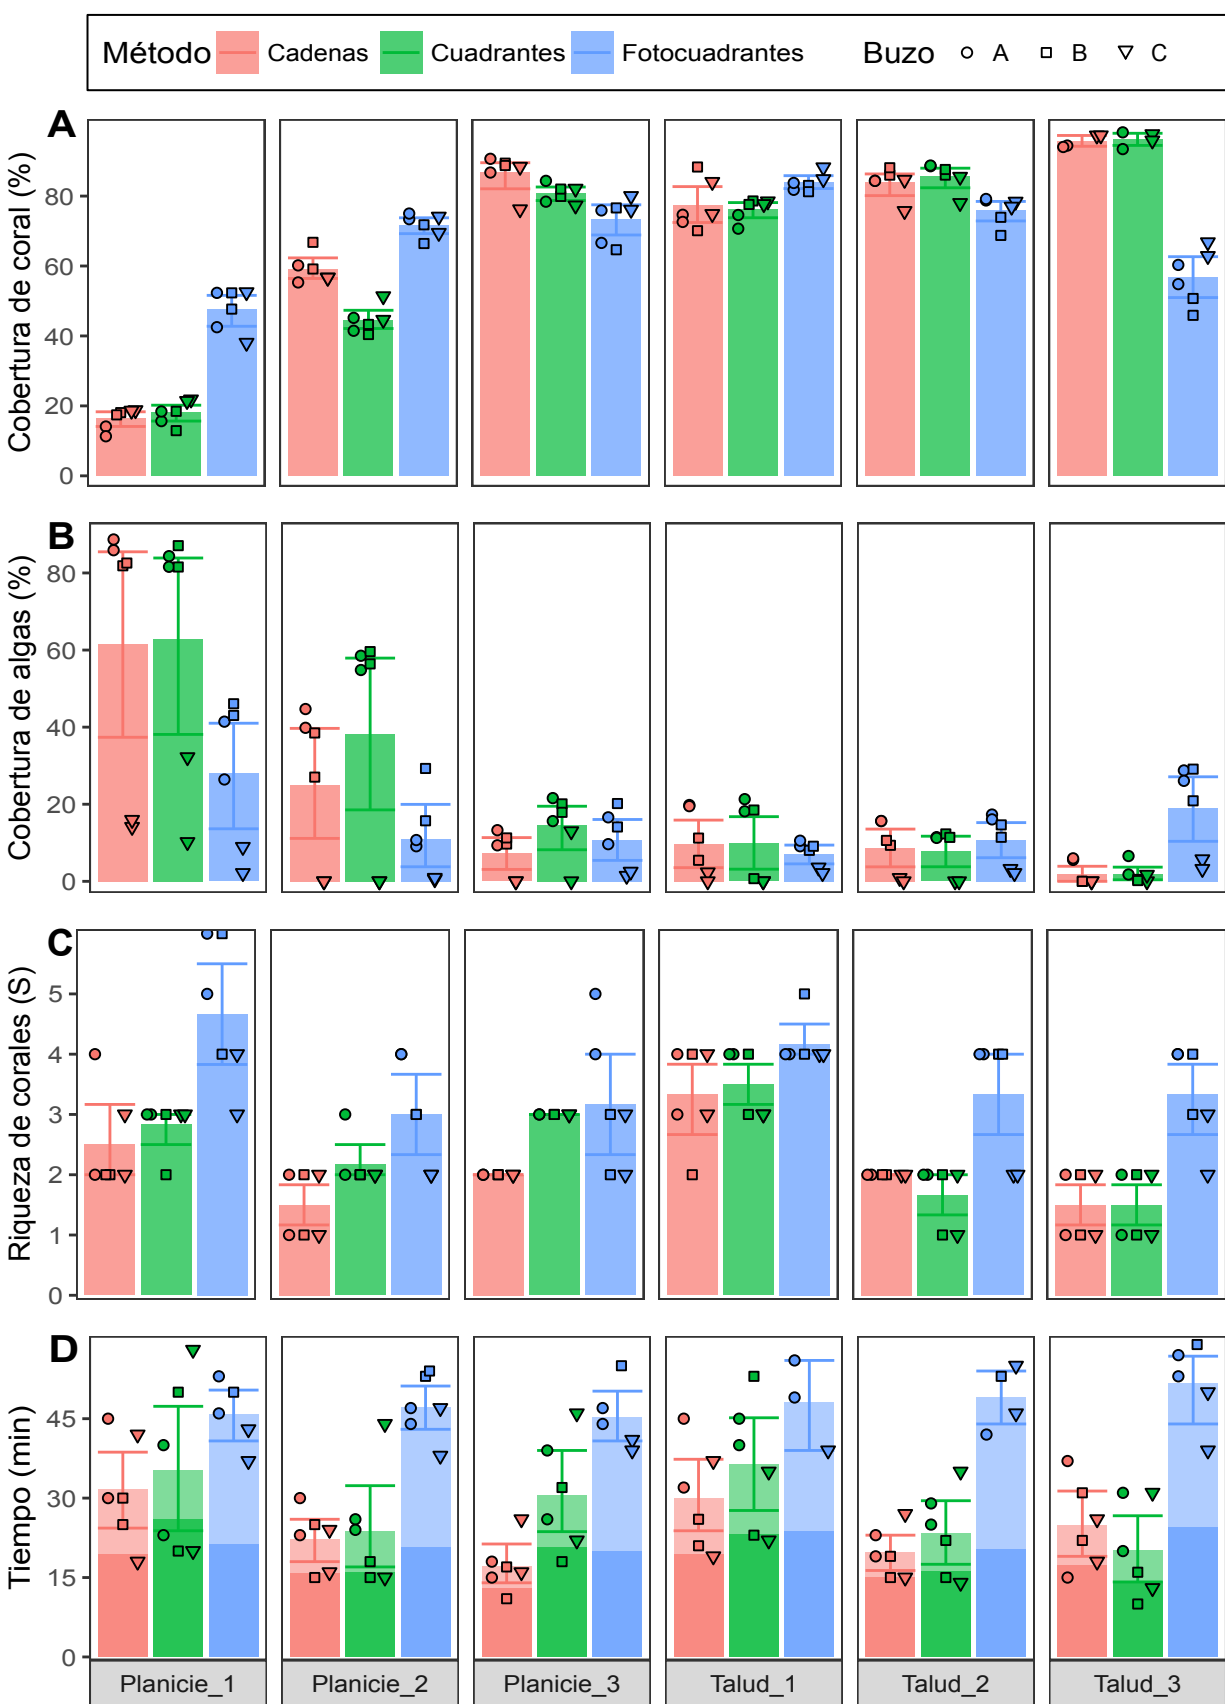 Método Cadenas Cuadrantes Fotocuadrantes Buzo A B C
A
Cobertura de coral (%)
80
60
40
20
0
B
Cobertura de algas (%)
80
60
40
20
0
C
Riqueza de corales (S)
5
4
3
2
1
0
D
Tiempo (min)
45
30
15
0
Planicie_1 Planicie_2 Planicie_3 Talud_1 Talud_2 Talud_3